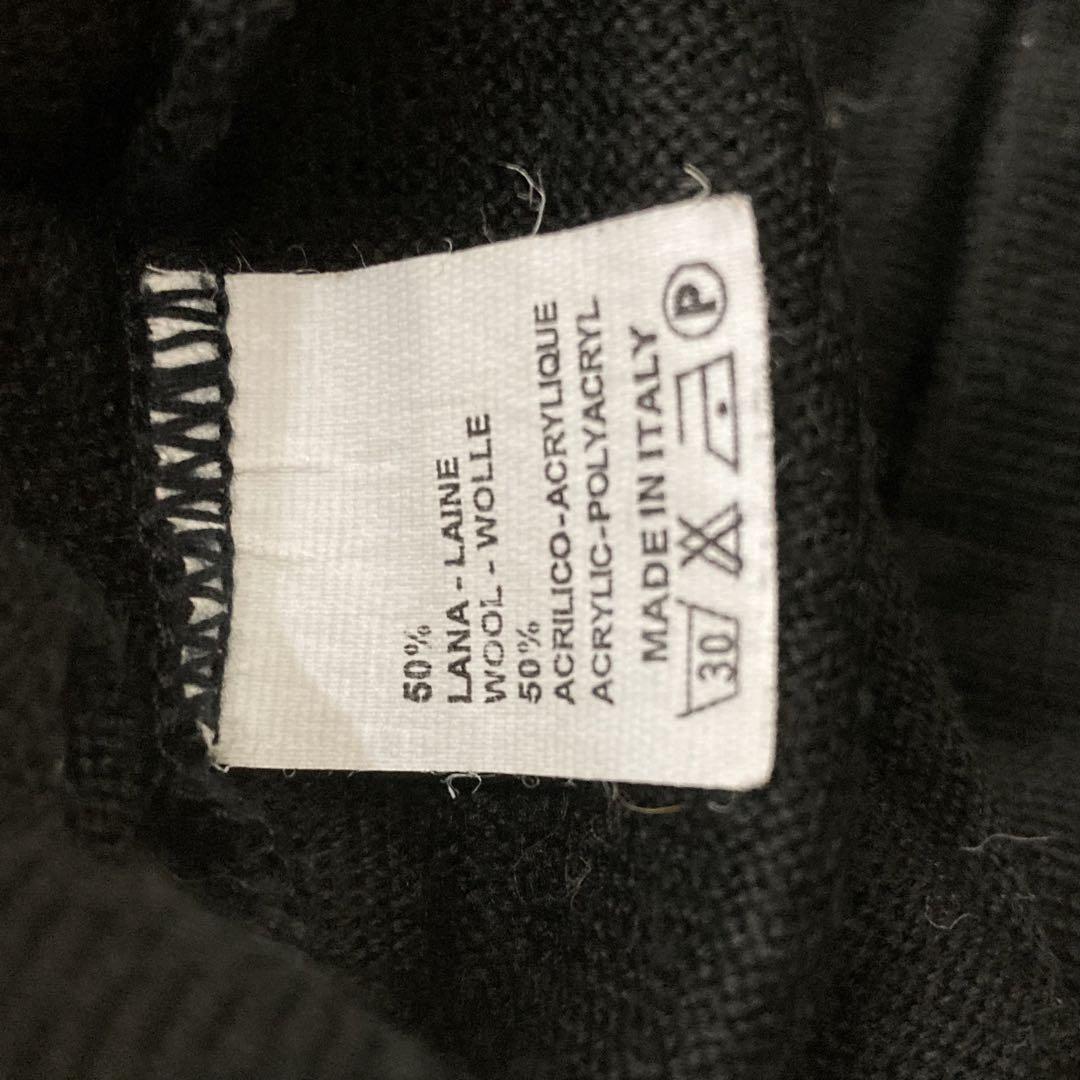 50%
LANA - LAINE
WOOL - WOLLE
50%
ACRILICO-ACRYLIQUE
ACRYLIC-POLYACRYL
MADE IN ITALY
30 P